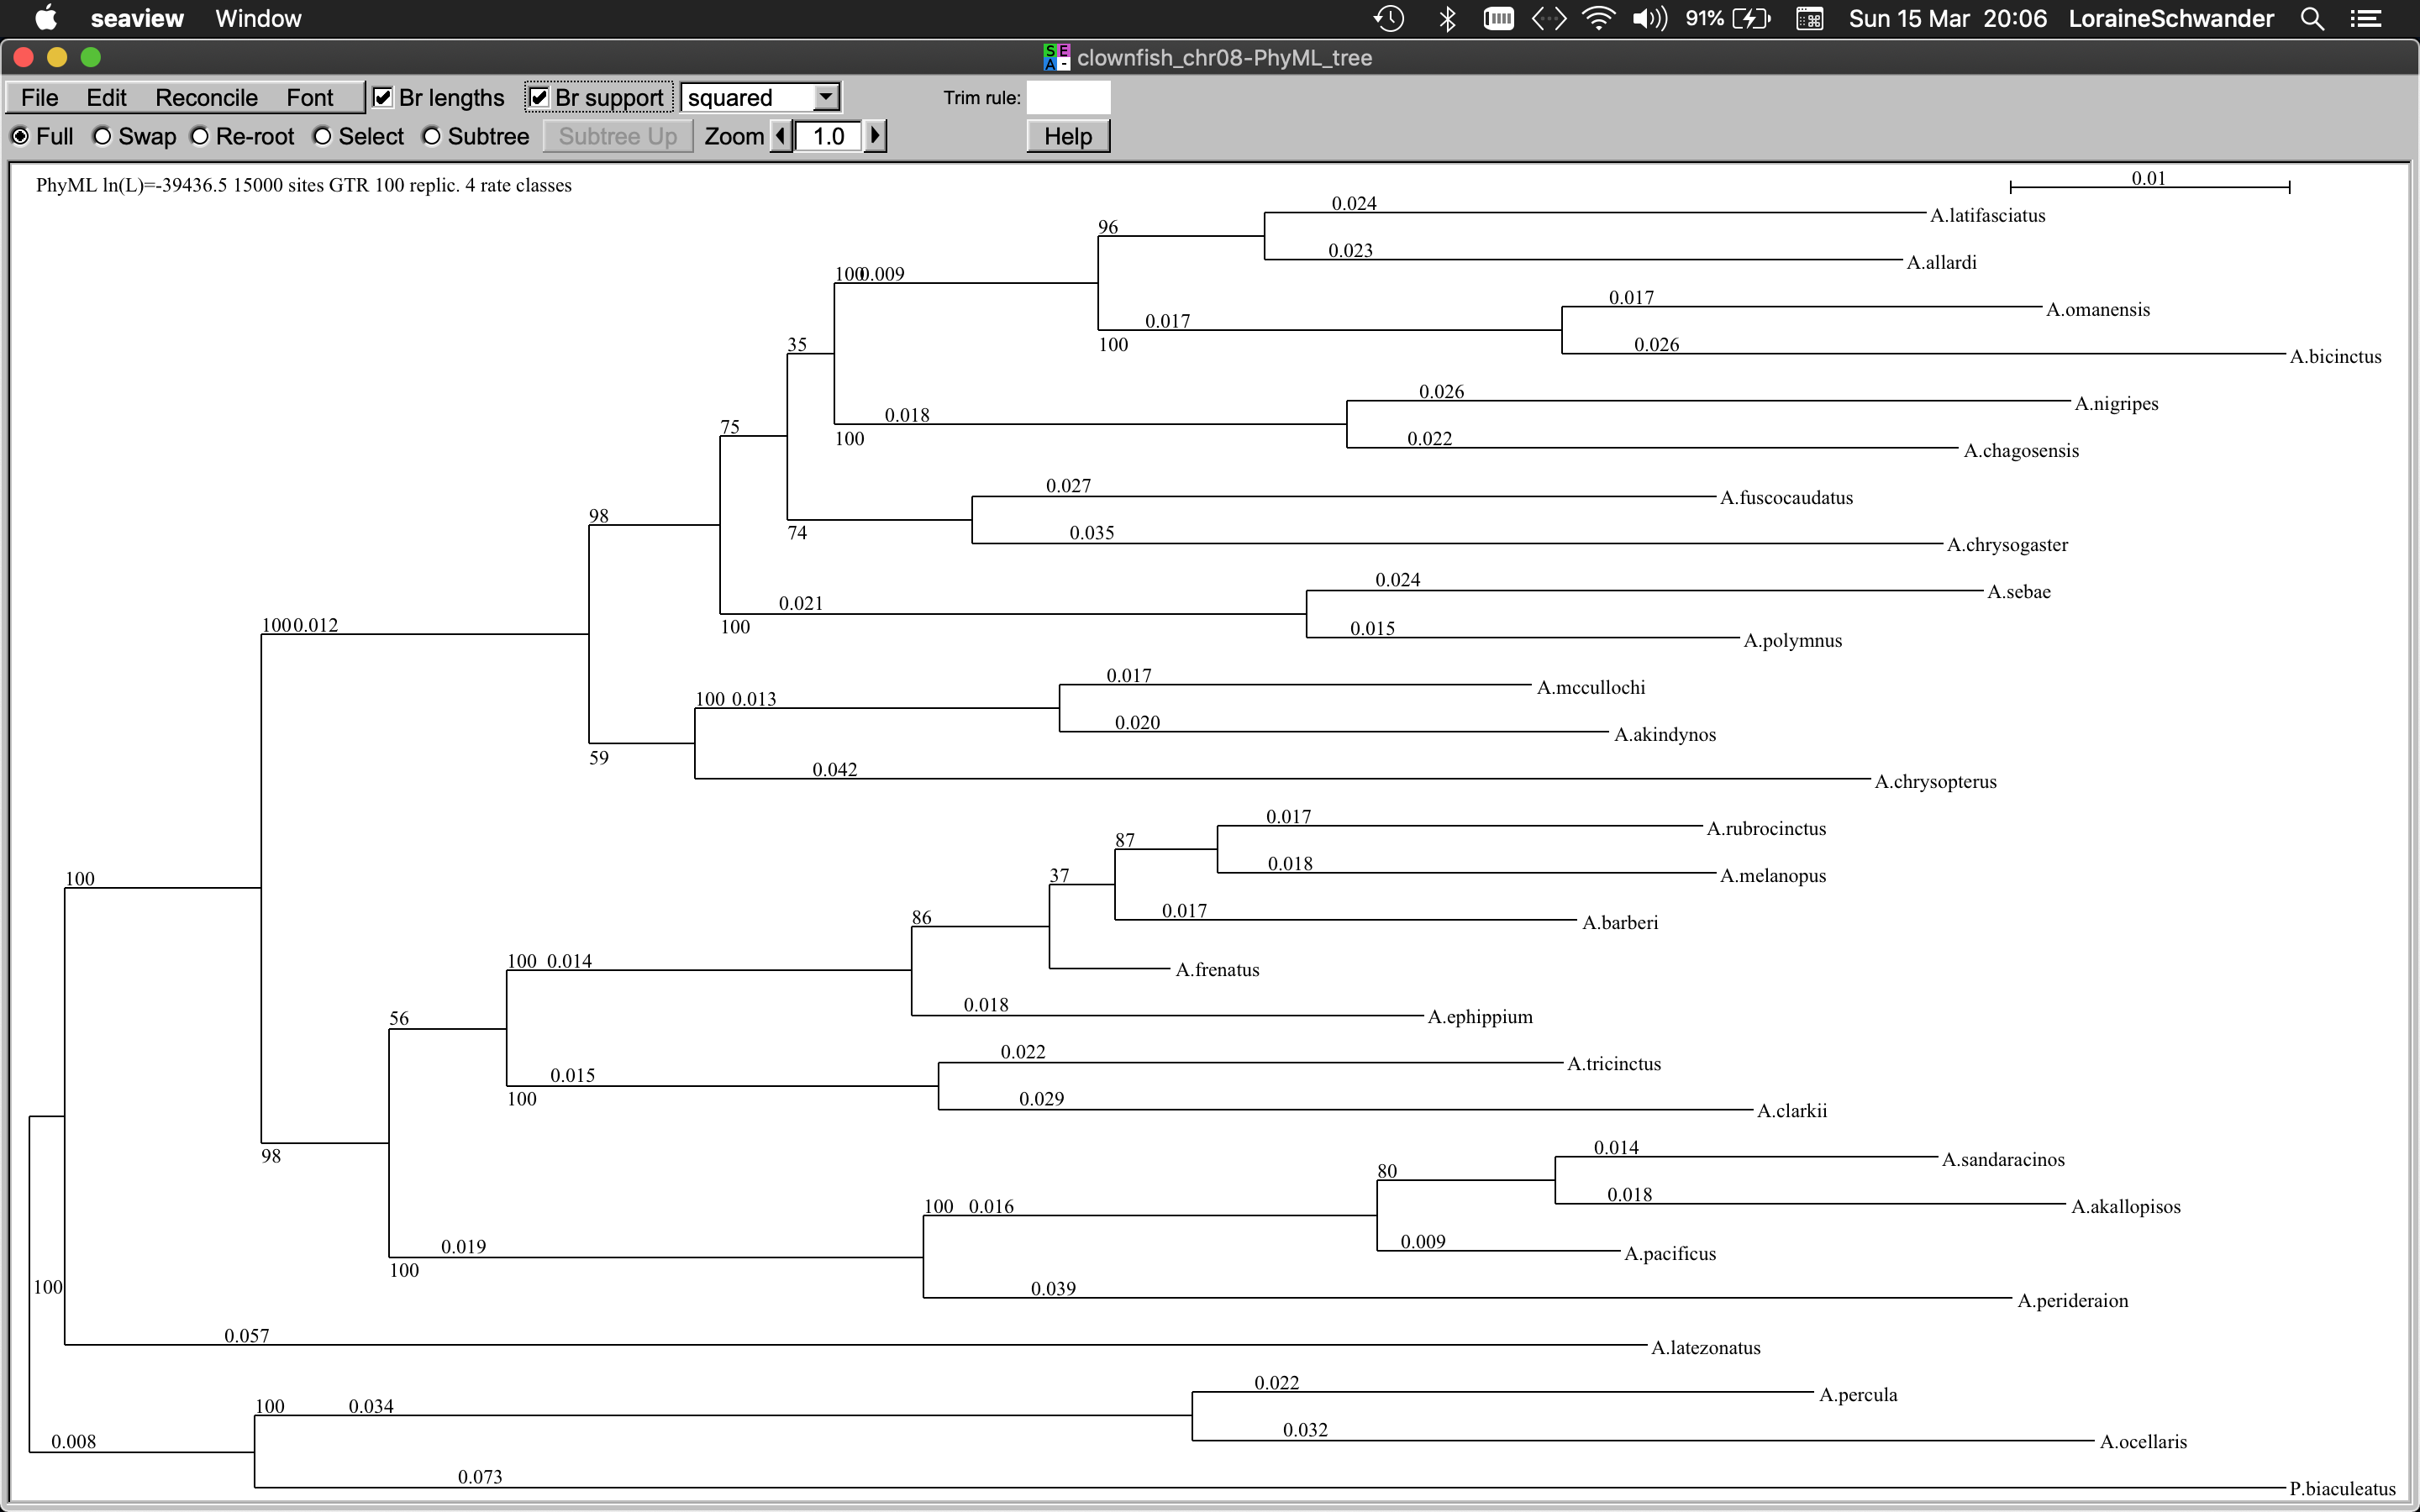 seaview Window 91% Sun 15 Mar 20:06 LoraineSchwander
clownfish_chr08-PhyML_tree
File Edit Reconcile Font Br lengths Br support squared Trim rule:
Full Swap Re-root Select Subtree Subtree Up Zoom 1.0 Help
PhyML ln(L)=-39436.5 15000 sites GTR 100 replic. 4 rate classes
0.01
0.024
A.latifasciatus
96
0.023
A.allardi
100 0.009
0.017
A.omanensis
0.017
100
0.026
A.bicinctus
35
0.026
A.nigripes
0.018
100
0.022
A.chagosensis
75
0.027
A.fuscocaudatus
74
0.035
A.chrysogaster
98
0.024
A.sebae
0.021
100
0.015
A.polymnus
100 0.012
0.017
A.mccullochi
100 0.013
0.020
A.akindynos
59
0.042
A.chrysopterus
0.017
A.rubrocinctus
87
0.018
A.melanopus
37
0.017
A.barberi
100
86
A.frenatus
100 0.014
0.018
A.ephippium
56
0.022
A.tricinctus
0.015
100
0.029
A.clarkii
98
0.014
A.sandaracinos
80
0.018
A.akallopisos
100 0.016
0.009
A.pacificus
0.019
100
0.039
A.perideraion
100
0.057
A.latezonatus
0.022
A.percula
100 0.034
0.032
A.ocellaris
0.008
0.073
P.biaculeatus